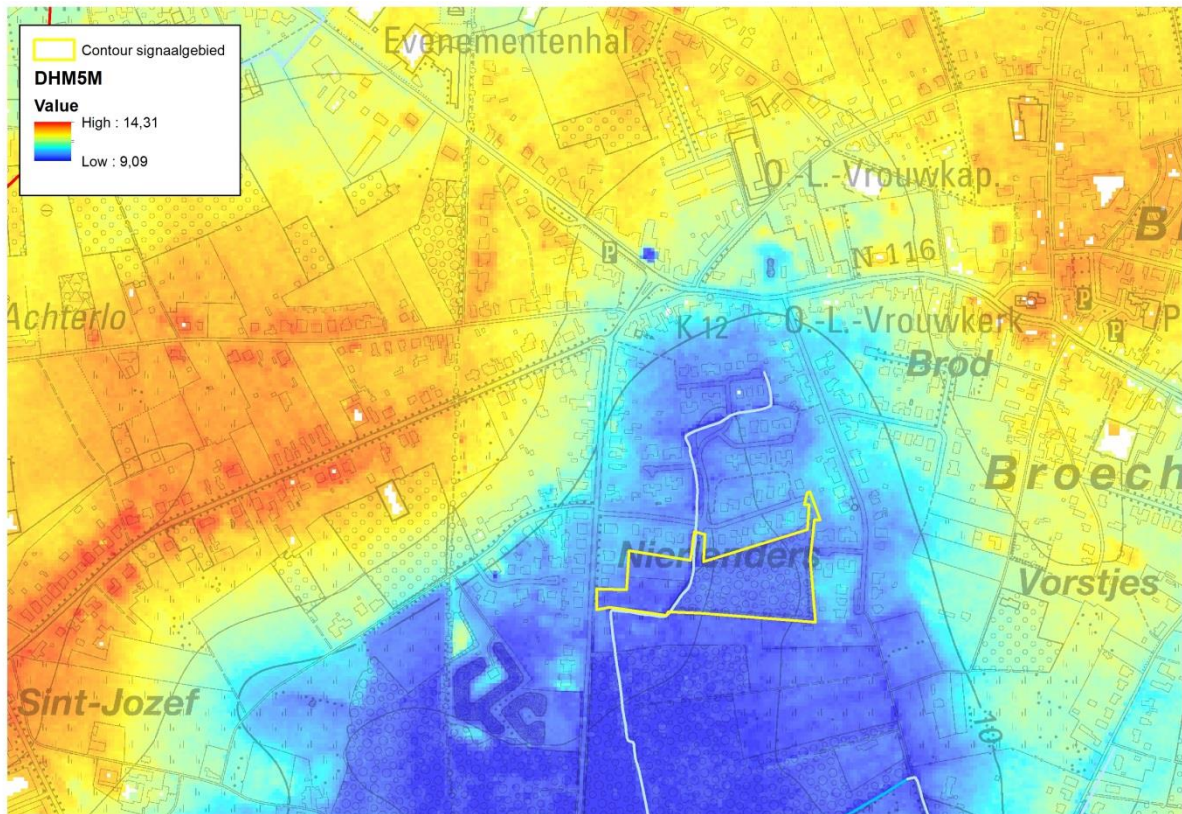 Contour signaalgebied
DHM5M
Value
High : 14,31
Low : 9,09
Evenementenhal
O.-L.-Vrouwkap.
N 116
P
Achterlo
K 12
O.-L.-Vrouwkerk
P
P
Brod
Broech
Vorstjes
Sint-Jozef
10